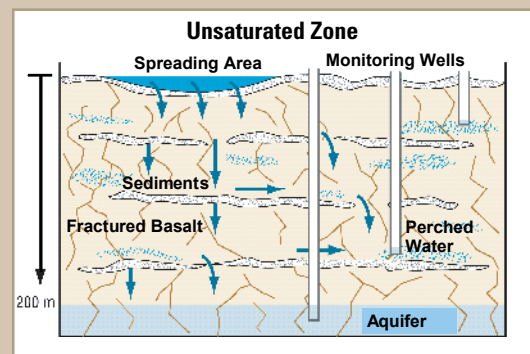 Unsaturated Zone
Spreading Area
Monitoring Wells
Sediments
Fractured Basalt
Perched
Water
200 m
Aquifer